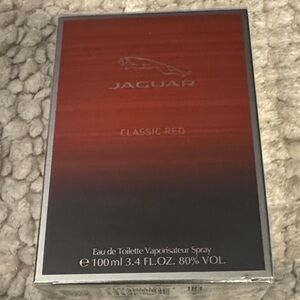 JAGUAR
CLASSIC RED
Eau de Toilette Vaporisateur Spray
℮ 100 ml 3.4 FL.OZ. 80% VOL.